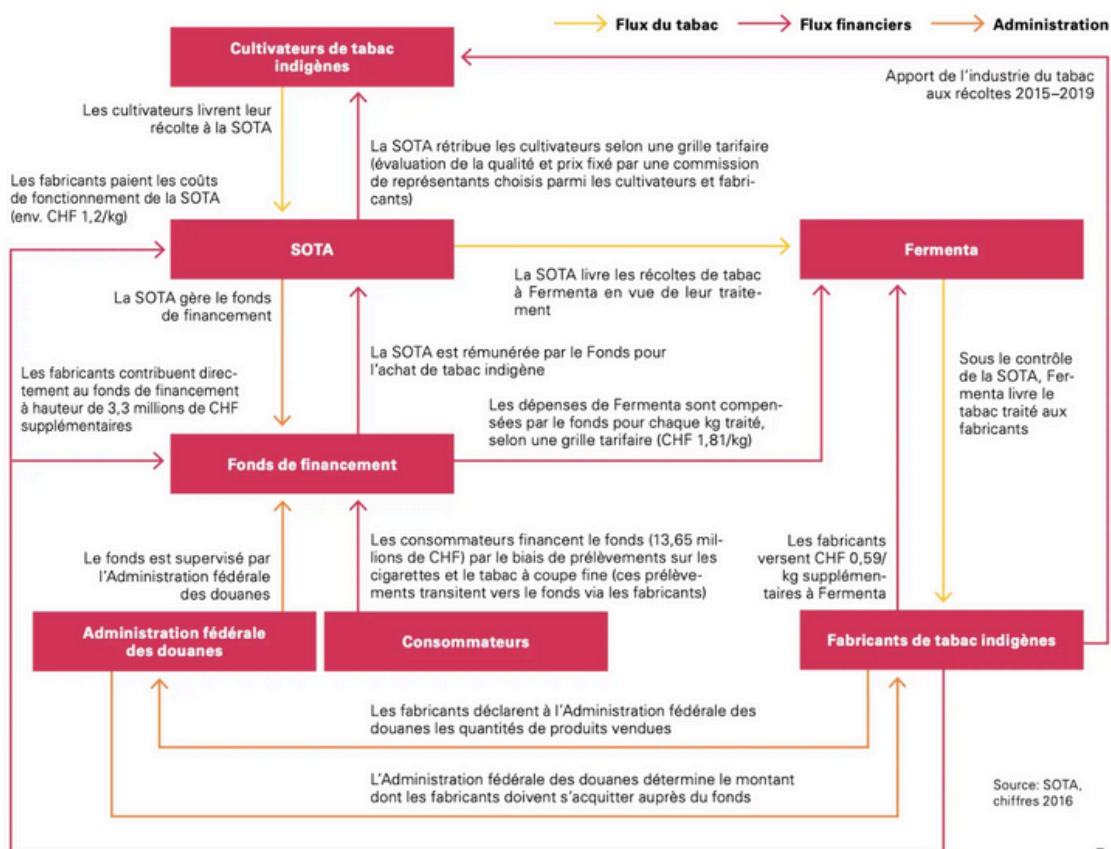 Flux du tabac
Flux financiers
Administration
Cultivateurs de tabac
indigènes
Apport de l'industrie du tabac
aux récoltes 2015–2019
Les cultivateurs livrent leur
récolte à la SOTA
La SOTA rétribue les cultivateurs selon une grille tarifaire
(évaluation de la qualité et prix fixé par une commission
de représentants choisis parmi les cultivateurs et fabri-
cants)
Les fabricants paient les coûts
de fonctionnement de la SOTA
(env. CHF 1,2/kg)
SOTA
Fermenta
La SOTA livre les récoltes de tabac
à Fermenta en vue de leur traite-
ment
La SOTA gère le fonds
de financement
La SOTA est rémunérée par le Fonds pour
l'achat de tabac indigène
Les fabricants contribuent direc-
tement au fonds de financement
à hauteur de 3,3 millions de CHF
supplémentaires
Sous le contrôle
de la SOTA, Fer-
menta livre le
tabac traité aux
fabricants
Les dépenses de Fermenta sont compen-
sées par le fonds pour chaque kg traité,
selon une grille tarifaire (CHF 1,81/kg)
Fonds de financement
Le fonds est supervisé par
l'Administration fédérale
des douanes
Les consommateurs financent le fonds (13,65 mil-
lions de CHF) par le biais de prélèvements sur les
cigarettes et le tabac à coupe fine (ces prélève-
ments transitent vers le fonds via les fabricants)
Les fabricants
versent CHF 0,59/
kg supplémen-
taires à Fermenta
Administration fédérale
des douanes
Consommateurs
Fabricants de tabac indigènes
Les fabricants déclarent à l'Administration fédérale des
douanes les quantités de produits vendues
L'Administration fédérale des douanes détermine le montant
dont les fabricants doivent s'acquitter auprès du fonds
Source: SOTA,
chiffres 2016